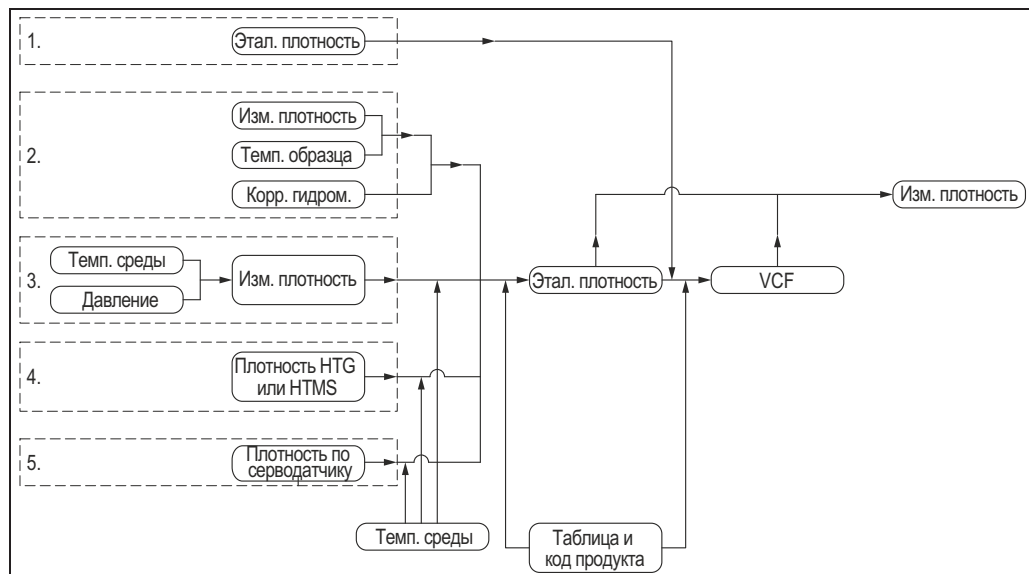 1.
Этал. плотность
2.
Изм. плотность
Темп. образца
Корр. гидром.
Изм. плотность
3.
Темп. среды
Давление
Изм. плотность
Этал. плотность
VCF
4.
Плотность HTG
или HTMS
5.
Плотность по
серводатчику
Темп. среды
Таблица и
код продукта